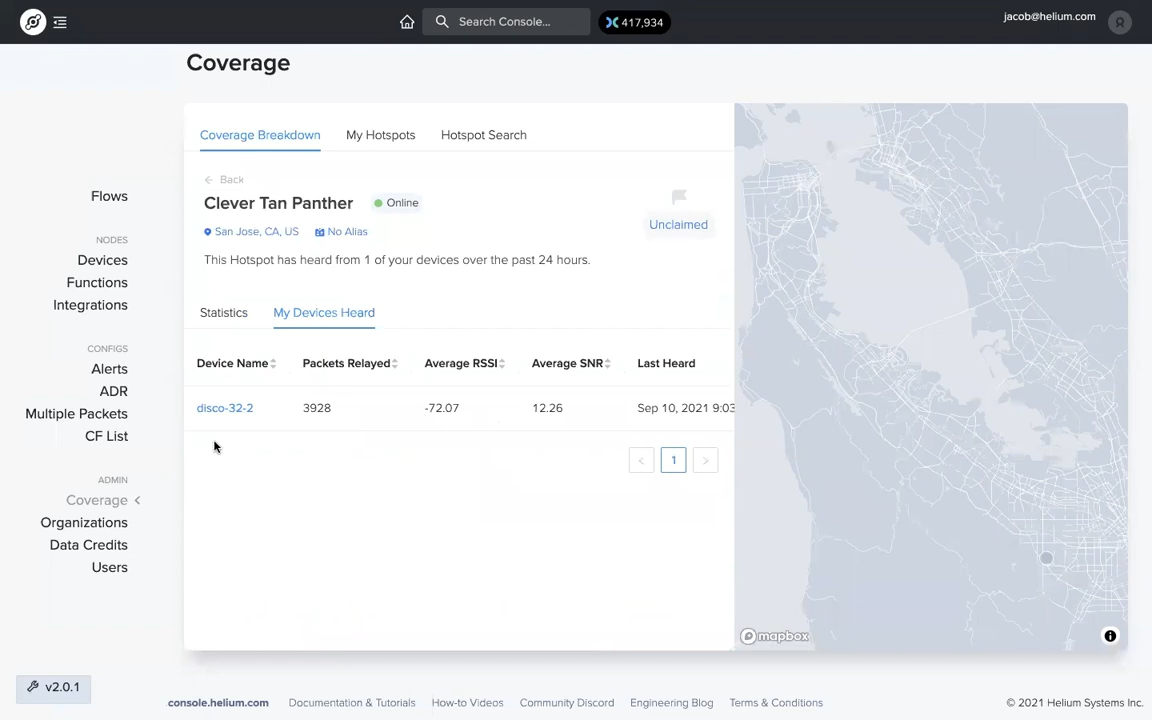 Search Console...
417,934
jacob@helium.com
Coverage
Coverage Breakdown
My Hotspots
Hotspot Search
Flows
NODES
Devices
Functions
Integrations
CONFIGS
Alerts
ADR
Multiple Packets
CF List
ADMIN
Coverage
Organizations
Data Credits
Users
v2.0.1
Back
Clever Tan Panther
Online
San Jose, CA, US
No Alias
Unclaimed
This Hotspot has heard from 1 of your devices over the past 24 hours.
Statistics
My Devices Heard
Device Name Packets Relayed Average RSSI Average SNR Last Heard
disco-32-2 3928 -72.07 12.26 Sep 10, 2021 9:03
1
mapbox
console.helium.com
Documentation & Tutorials
How-to Videos
Community Discord
Engineering Blog
Terms & Conditions
© 2021 Helium Systems Inc.